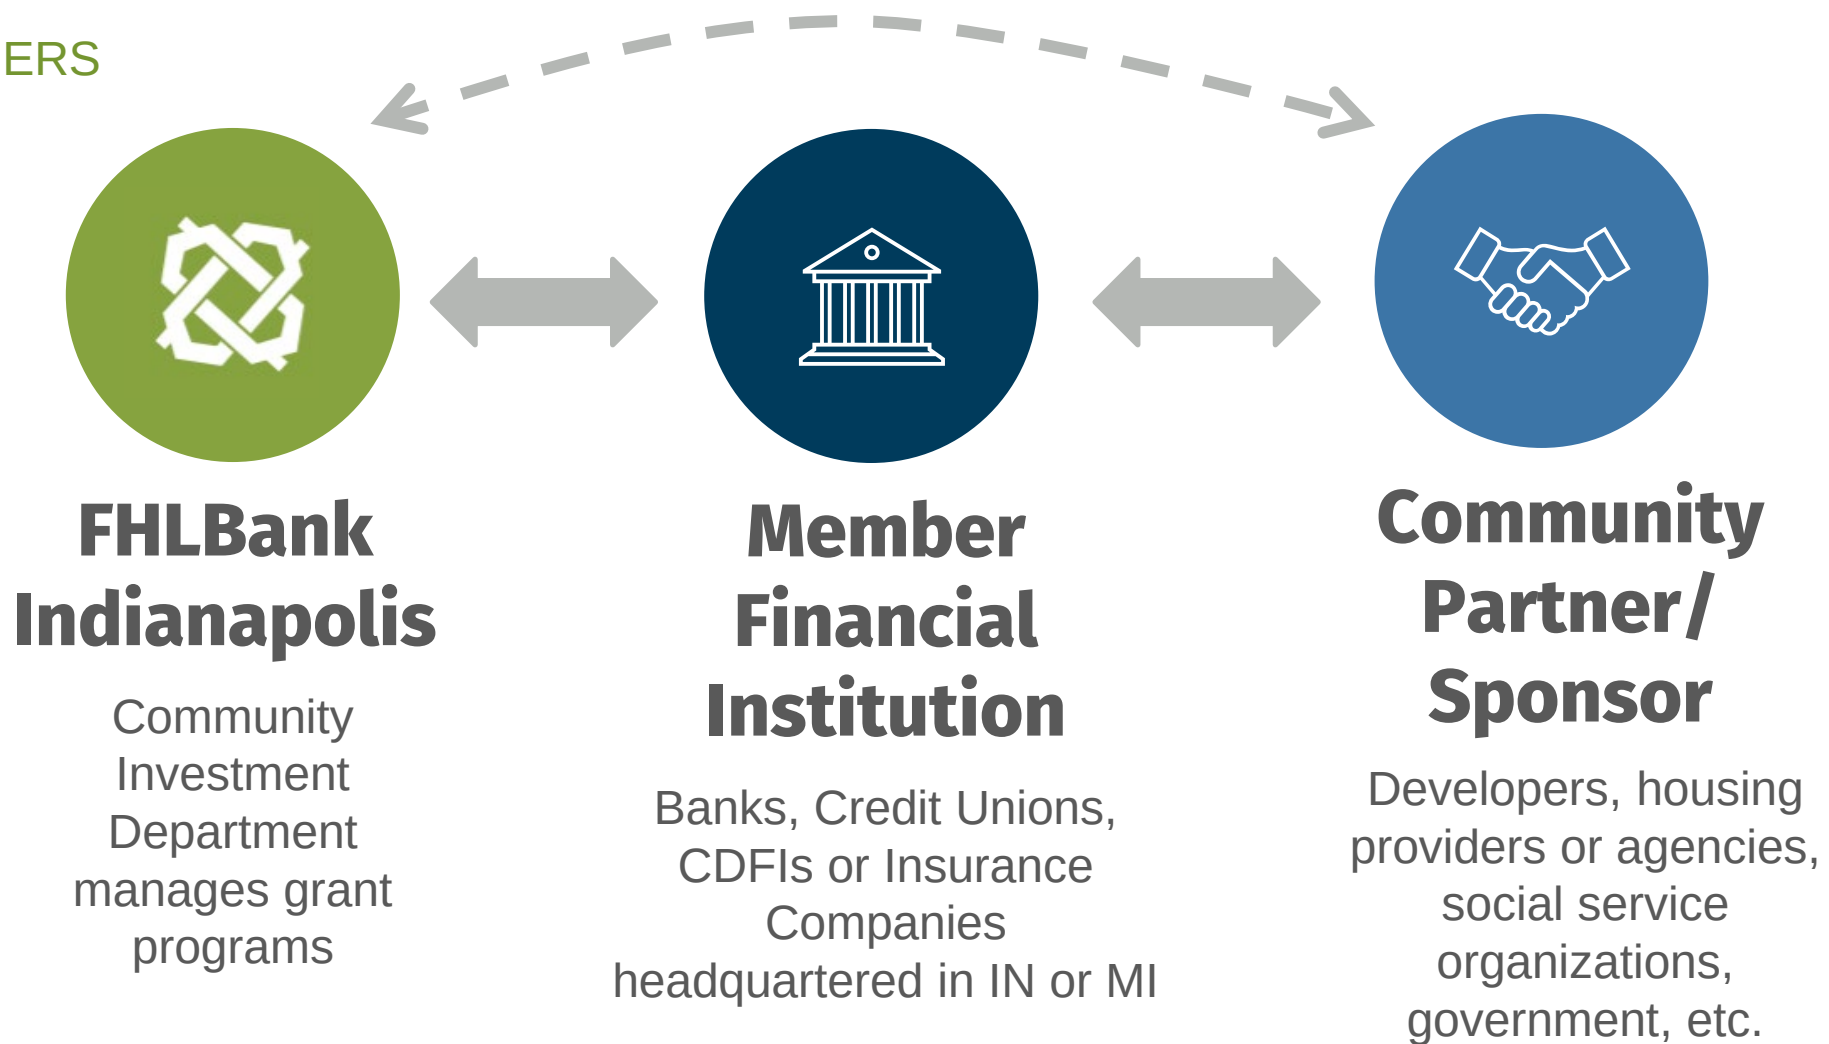 ERS
FHLBank
Indianapolis
Community
Investment
Department
manages grant
programs
Member
Financial
Institution
Banks, Credit Unions,
CDFIs or Insurance
Companies
headquartered in IN or MI
Community
Partner/
Sponsor
Developers, housing
providers or agencies,
social service
organizations,
government, etc.